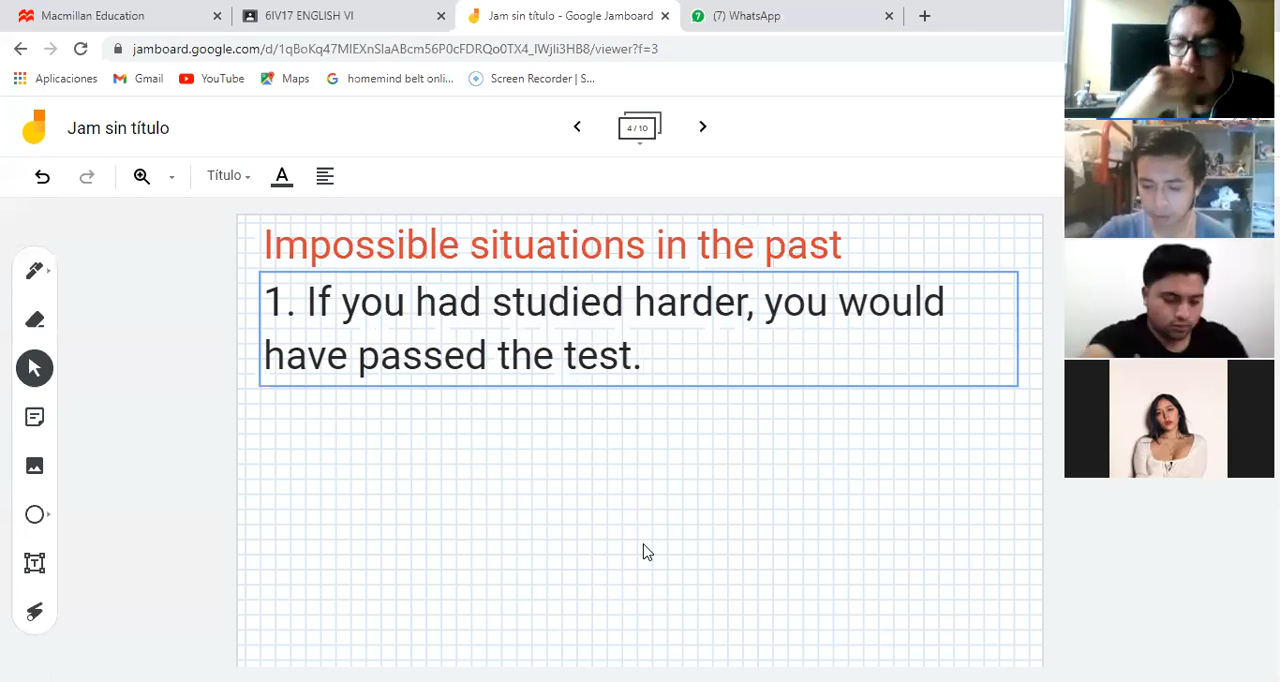 Macmillan Education
6IV17 ENGLISH VI
Jam sin título - Google Jamboard
(7) WhatsApp
jamboard.google.com/d/1qBoKq47MlEXnSlaABcm56P0cFDRQo0TX4_lWjli3HB8/viewer?f=3
Aplicaciones
Gmail
YouTube
Maps
homemind belt onli...
Screen Recorder | S...
Jam sin título
4 / 10
Título
A
Impossible situations in the past
1. If you had studied harder, you would
have passed the test.